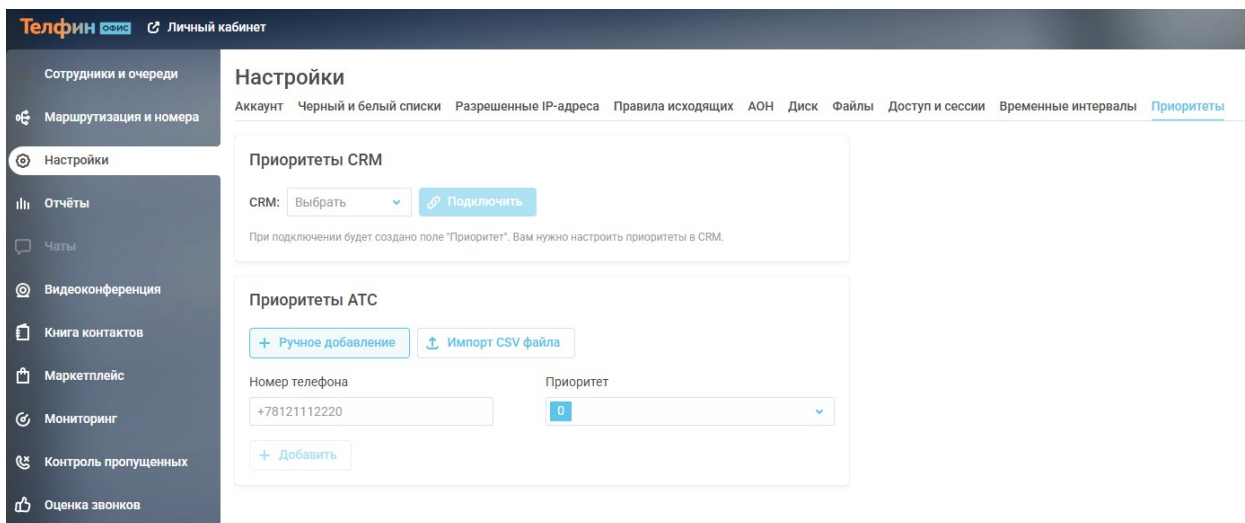 Телфин ОФИС Личный кабинет
Сотрудники и очереди
Маршрутизация и номера
Настройки
Отчёты
Чаты
Видеоконференция
Книга контактов
Маркетплейс
Мониторинг
Контроль пропущенных
Оценка звонков
Настройки
Аккаунт Черный и белый списки Разрешенные IP-адреса Правила исходящих АОН Диск Файлы Доступ и сессии Временные интервалы Приоритеты
Приоритеты CRM
CRM: Выбрать Подключить
При подключении будет создано поле "Приоритет". Вам нужно настроить приоритеты в CRM.
Приоритеты АТС
+ Ручное добавление Импорт CSV файла
Номер телефона Приоритет
+78121112220 0
+ Добавить